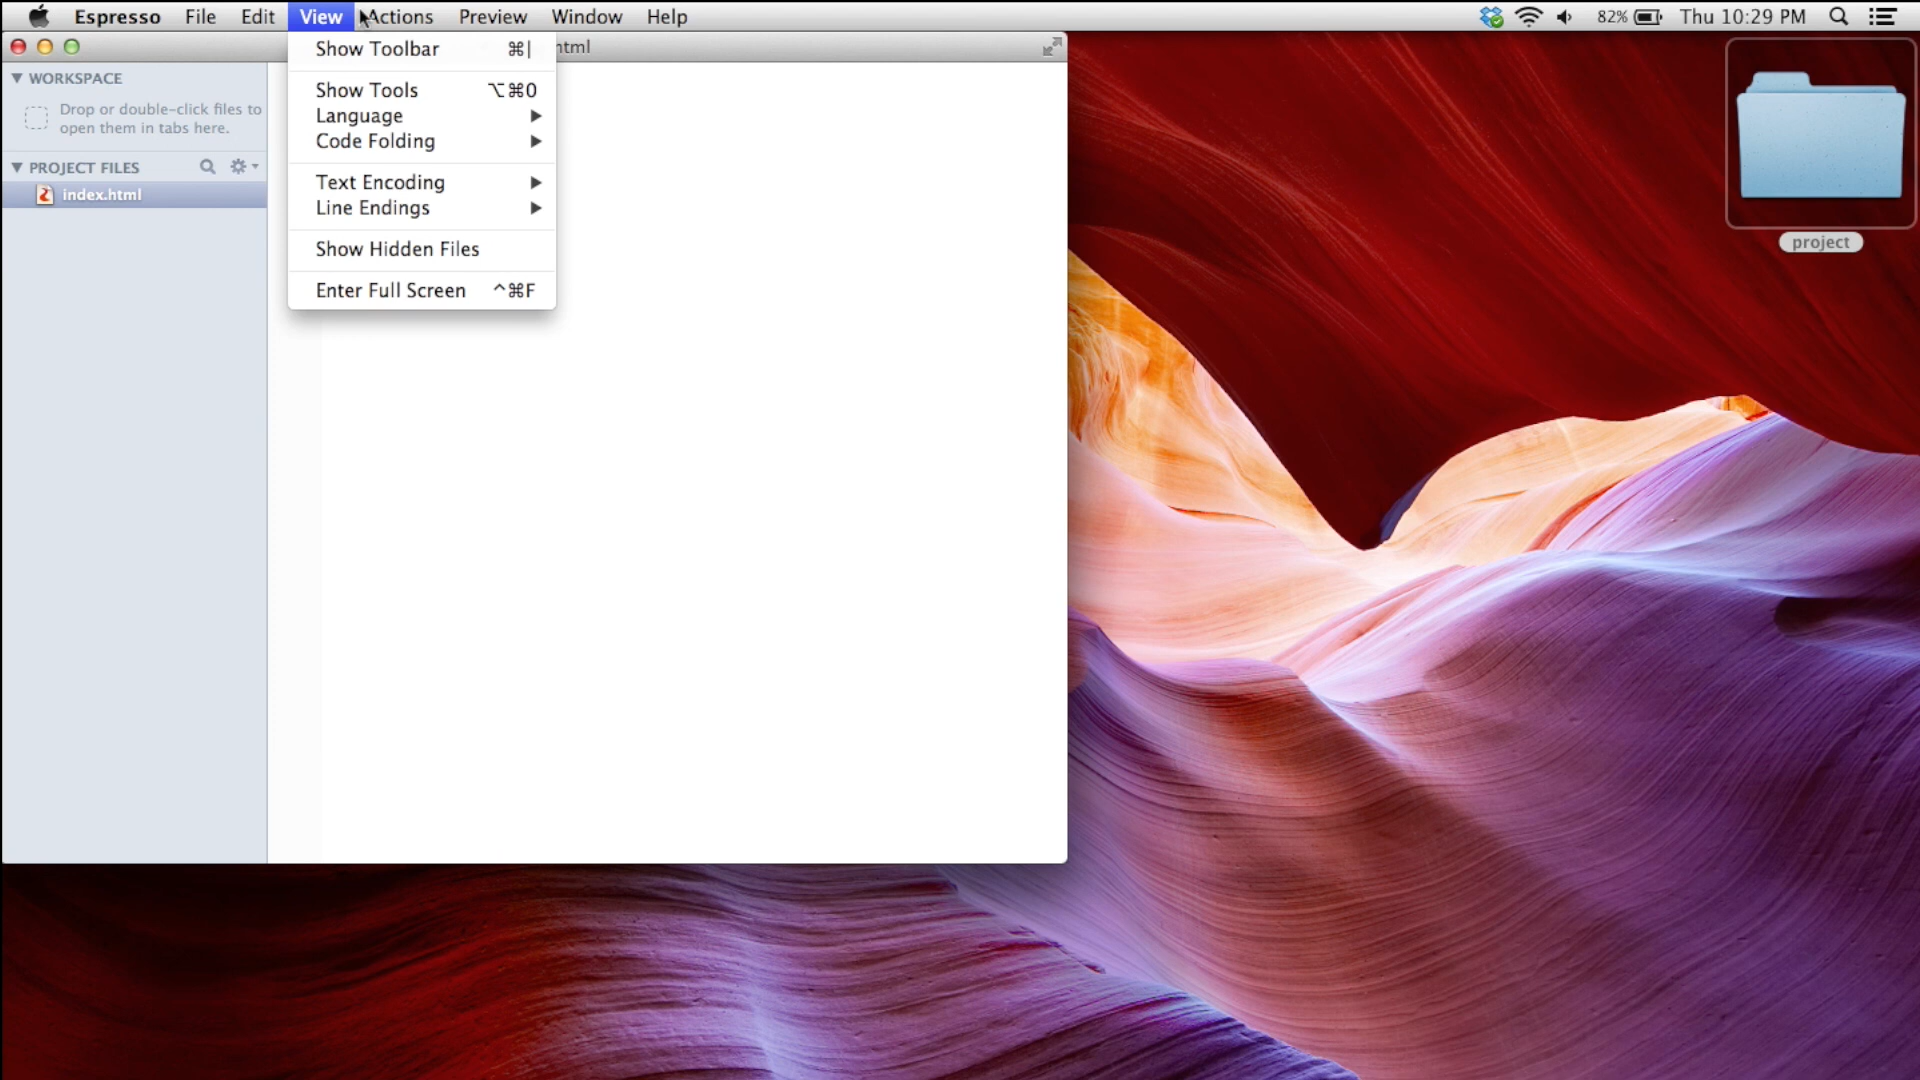 Espresso File Edit View Actions Preview Window Help 82% Thu 10:29 PM
html
Show Toolbar ⌘|
Show Tools ⌥⌘0
Language ▶
Code Folding ▶
Text Encoding ▶
Line Endings ▶
Show Hidden Files
Enter Full Screen ^⌘F
WORKSPACE
Drop or double-click files to
open them in tabs here.
PROJECT FILES
index.html
project